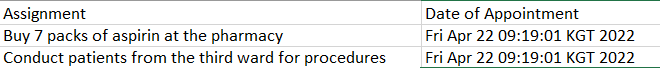 Assignment Date of Appointment
Buy 7 packs of aspirin at the pharmacy Fri Apr 22 09:19:01 KGT 2022
Conduct patients from the third ward for procedures Fri Apr 22 09:19:01 KGT 2022